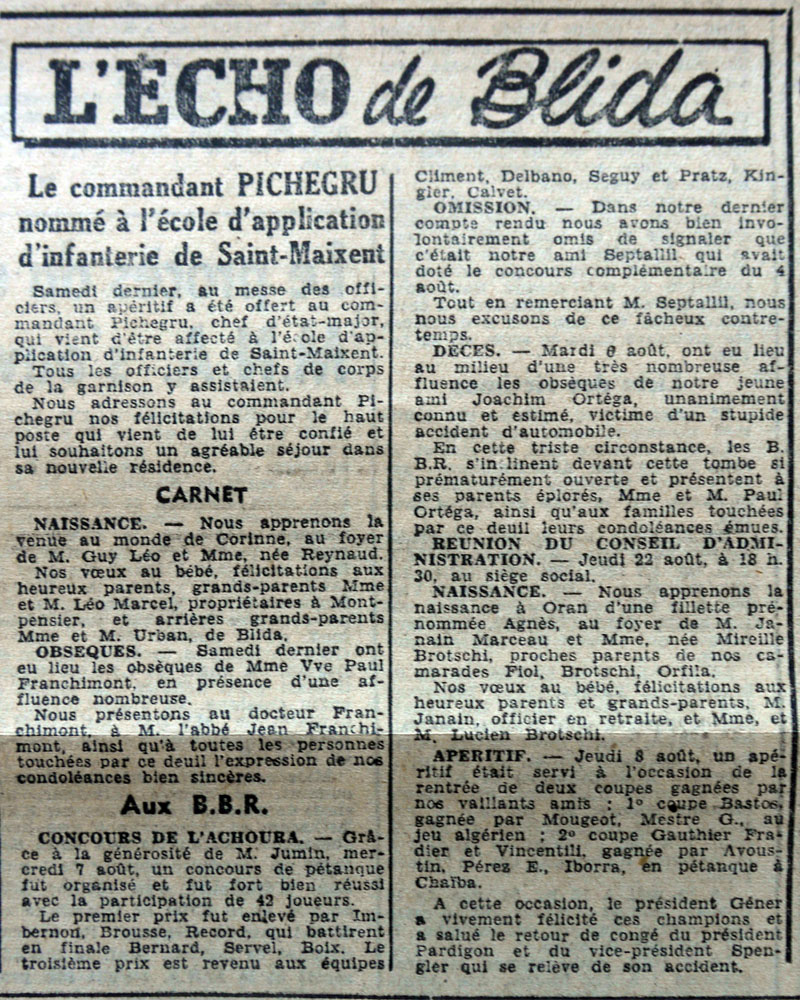 L'ÉCHO de Blida
Le commandant PICHEGRU
nommé à l'école d'application
d'infanterie de Saint-Maixent
Samedi dernier, au messe des offi-
ciers, un apéritif a été offert au com-
mandant Pichegru, chef d'état-major,
qui vient d'être affecté à l'école d'ap-
plication d'infanterie de Saint-Maixent.
Tous les officiers et chefs de corps
de la garnison y assistaient.
Nous adressons au commandant Pi-
chegru nos félicitations pour le haut
poste qui vient de lui être confié et
lui souhaitons un agréable séjour dans
sa nouvelle résidence.
CARNET
NAISSANCE. — Nous apprenons la
venue au monde de Corinne, au foyer
de M. Guy Léo et Mme, née Reynaud.
Nos vœux au bébé, félicitations aux
heureux parents, grands-parents Mme
et M. Léo Marcel, propriétaires à Mont-
pensier, et arrières grands-parents
Mme et M. Urban, de Blida.
OBSEQUES. — Samedi dernier ont
eu lieu les obsèques de Mme Vve Paul
Franchimont, en présence d'une af-
fluence nombreuse.
Nous présentons au docteur Fran-
chimont, à M. l'abbé Jean Franchi-
mont, ainsi qu'à toutes les personnes
touchées par ce deuil l'expression de nos
condoléances bien sincères.
Aux B.B.R.
CONCOURS DE L'ACHOURA. — Grâ-
ce à la générosité de M. Jumin, mer-
credi 7 août, un concours de pétanque
fut organisé et fut fort bien réussi
avec la participation de 42 joueurs.
Le premier prix fut enlevé par Im-
bernon, Brousse, Record, qui battirent
en finale Bernard, Servel, Boix. Le
troisième prix est revenu aux équipes
Climent, Delbano, Seguy et Pratz, Kin-
gler, Calvet.
OMISSION. — Dans notre dernier
compte rendu nous avons bien invo-
lontairement omis de signaler que
c'était notre ami Septallil qui avait
doté le concours complémentaire du 4
août.
Tout en remerciant M. Septallil, nous
nous excusons de ce fâcheux contre-
temps.
DECES. — Mardi 6 août, ont eu lieu
au milieu d'une très nombreuse af-
fluence les obsèques de notre jeune
ami Joachim Ortéga, unanimement
connu et estimé, victime d'un stupide
accident d'automobile.
En cette triste circonstance, les B.
B.R. s'in linent devant cette tombe si
prématurément ouverte et présentent à
ses parents éplorés, Mme et M. Paul
Ortéga, ainsi qu'aux familles touchées
par ce deuil leurs condoléances émues.
REUNION DU CONSEIL D'ADMI-
NISTRATION. — Jeudi 22 août, à 18 h.
30, au siège social.
NAISSANCE. — Nous apprenons la
naissance à Oran d'une fillette pré-
nommée Agnès, au foyer de M. Ja-
nain Marceau et Mme, née Mireille
Brotschi, proches parents de nos ca-
marades Fiol, Brotschi, Orfila.
Nos vœux au bébé, félicitations aux
heureux parents et grands-parents, M.
Janain, officier en retraite, et Mme, et
M. Lucien Brotschi.
APERITIF. — Jeudi 8 août, un apé-
ritif était servi à l'occasion de la
rentrée de deux coupes gagnées par
nos vaillants amis : 1° coupe Bastos,
gagnée par Mougeot, Mestre G., au
jeu algérien ; 2° coupe Gauthier Fra-
dier et Vincentili, gagnée par Avous-
tin, Pérez E., Iborra, en pétanque à
Chaïba.
A cette occasion, le président Géner
a vivement félicité ces champions et
a salué le retour de congé du président
Pardigon et du vice-président Spen-
gler qui se relève de son accident.